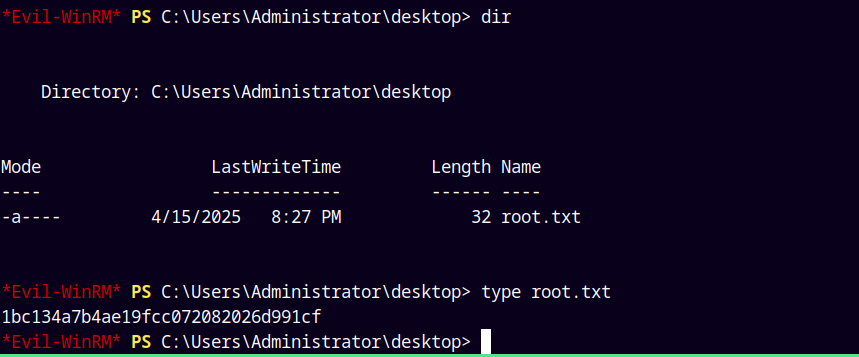 *Evil-WinRM* PS C:\Users\Administrator\desktop> dir
Directory: C:\Users\Administrator\desktop
Mode LastWriteTime Length Name
---- ------------- ------ ----
-a---- 4/15/2025 8:27 PM 32 root.txt
*Evil-WinRM* PS C:\Users\Administrator\desktop> type root.txt
1bc134a7b4ae19fcc072082026d991cf
*Evil-WinRM* PS C:\Users\Administrator\desktop>